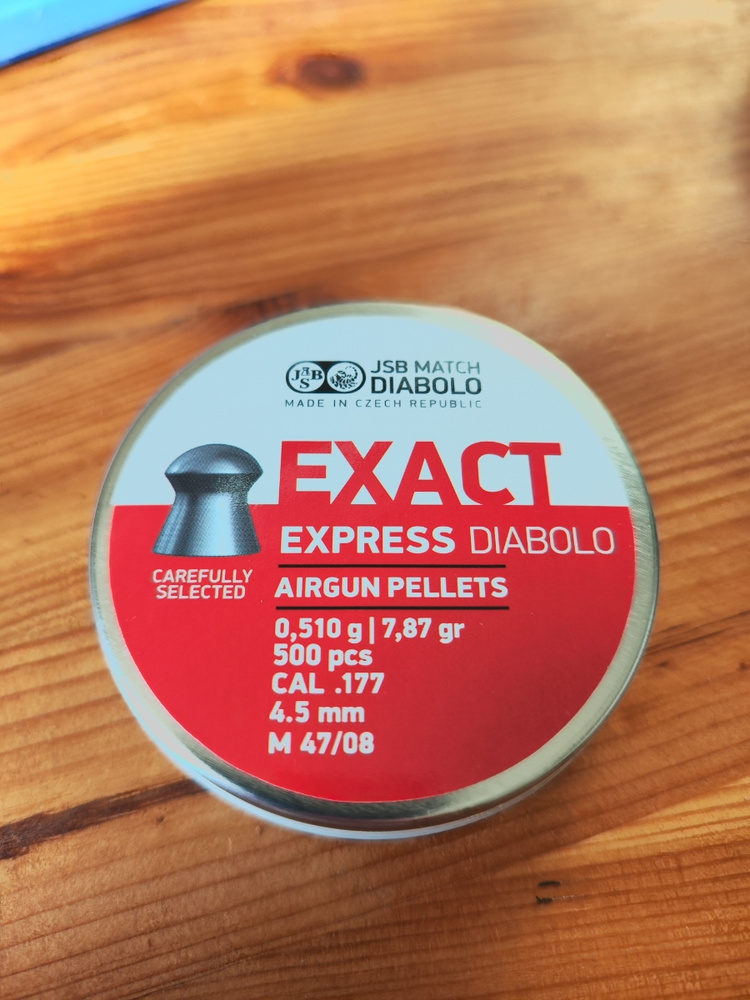 JSB
JSB MATCH
DIABOLO
MADE IN CZECH REPUBLIC
EXACT
EXPRESS DIABOLO
CAREFULLY
SELECTED
AIRGUN PELLETS
0,510 g | 7,87 gr
500 pcs
CAL .177
4.5 mm
M 47/08